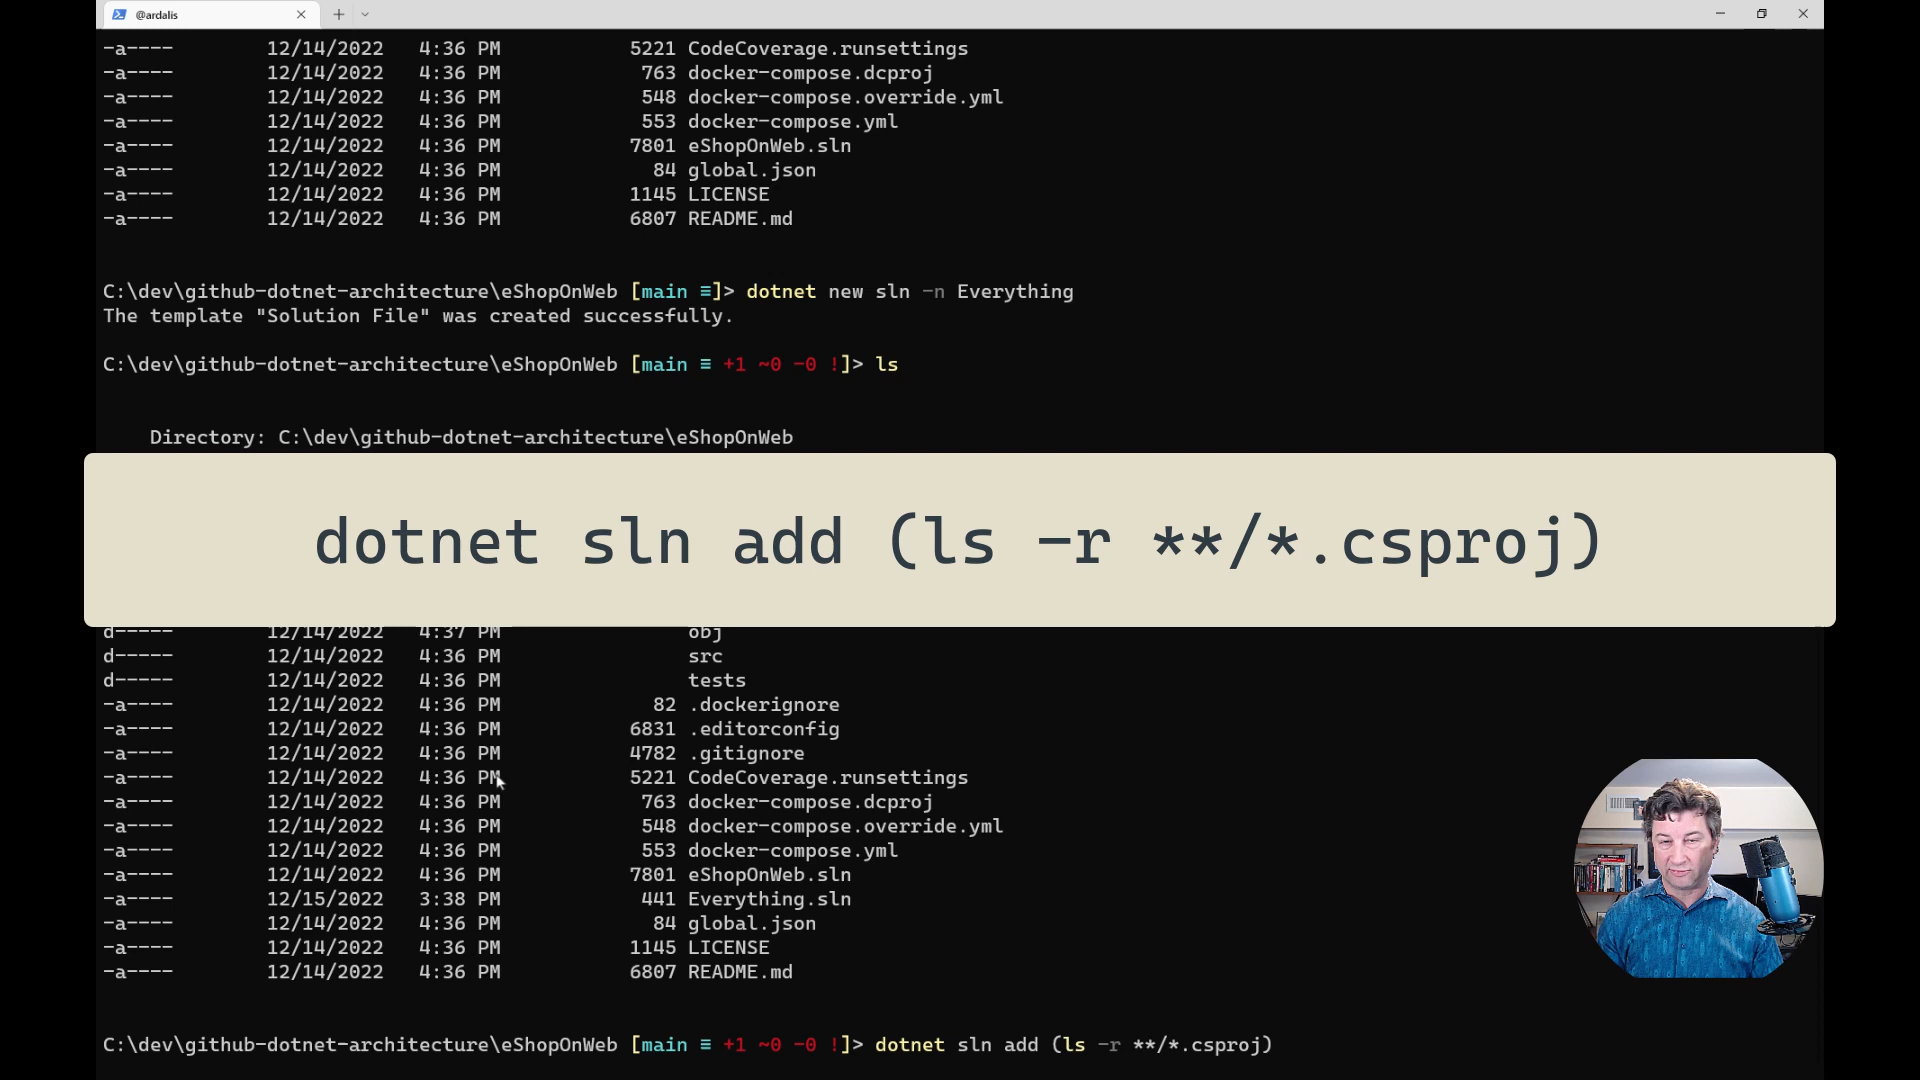 @ardalis
-a---- 12/14/2022 4:36 PM 5221 CodeCoverage.runsettings
-a---- 12/14/2022 4:36 PM 763 docker-compose.dcproj
-a---- 12/14/2022 4:36 PM 548 docker-compose.override.yml
-a---- 12/14/2022 4:36 PM 553 docker-compose.yml
-a---- 12/14/2022 4:36 PM 7801 eShopOnWeb.sln
-a---- 12/14/2022 4:36 PM 84 global.json
-a---- 12/14/2022 4:36 PM 1145 LICENSE
-a---- 12/14/2022 4:36 PM 6807 README.md
C:\dev\github-dotnet-architecture\eShopOnWeb [main ≡]> dotnet new sln -n Everything
The template "Solution File" was created successfully.
C:\dev\github-dotnet-architecture\eShopOnWeb [main ≡ +1 ~0 -0 !]> ls
Directory: C:\dev\github-dotnet-architecture\eShopOnWeb
dotnet sln add (ls -r **/*.csproj)
d----- 12/14/2022 4:37 PM obj
d----- 12/14/2022 4:36 PM src
d----- 12/14/2022 4:36 PM tests
-a---- 12/14/2022 4:36 PM 82 .dockerignore
-a---- 12/14/2022 4:36 PM 6831 .editorconfig
-a---- 12/14/2022 4:36 PM 4782 .gitignore
-a---- 12/14/2022 4:36 PM 5221 CodeCoverage.runsettings
-a---- 12/14/2022 4:36 PM 763 docker-compose.dcproj
-a---- 12/14/2022 4:36 PM 548 docker-compose.override.yml
-a---- 12/14/2022 4:36 PM 553 docker-compose.yml
-a---- 12/14/2022 4:36 PM 7801 eShopOnWeb.sln
-a---- 12/15/2022 3:38 PM 441 Everything.sln
-a---- 12/14/2022 4:36 PM 84 global.json
-a---- 12/14/2022 4:36 PM 1145 LICENSE
-a---- 12/14/2022 4:36 PM 6807 README.md
C:\dev\github-dotnet-architecture\eShopOnWeb [main ≡ +1 ~0 -0 !]> dotnet sln add (ls -r **/*.csproj)